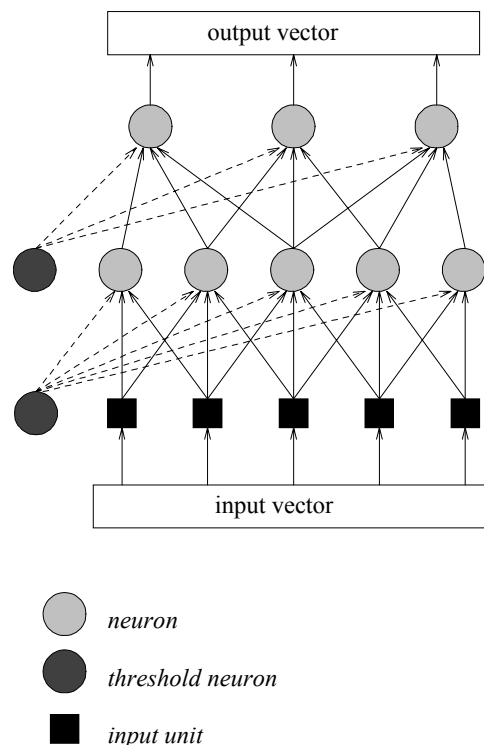 output vector
input vector
neuron
threshold neuron
input unit